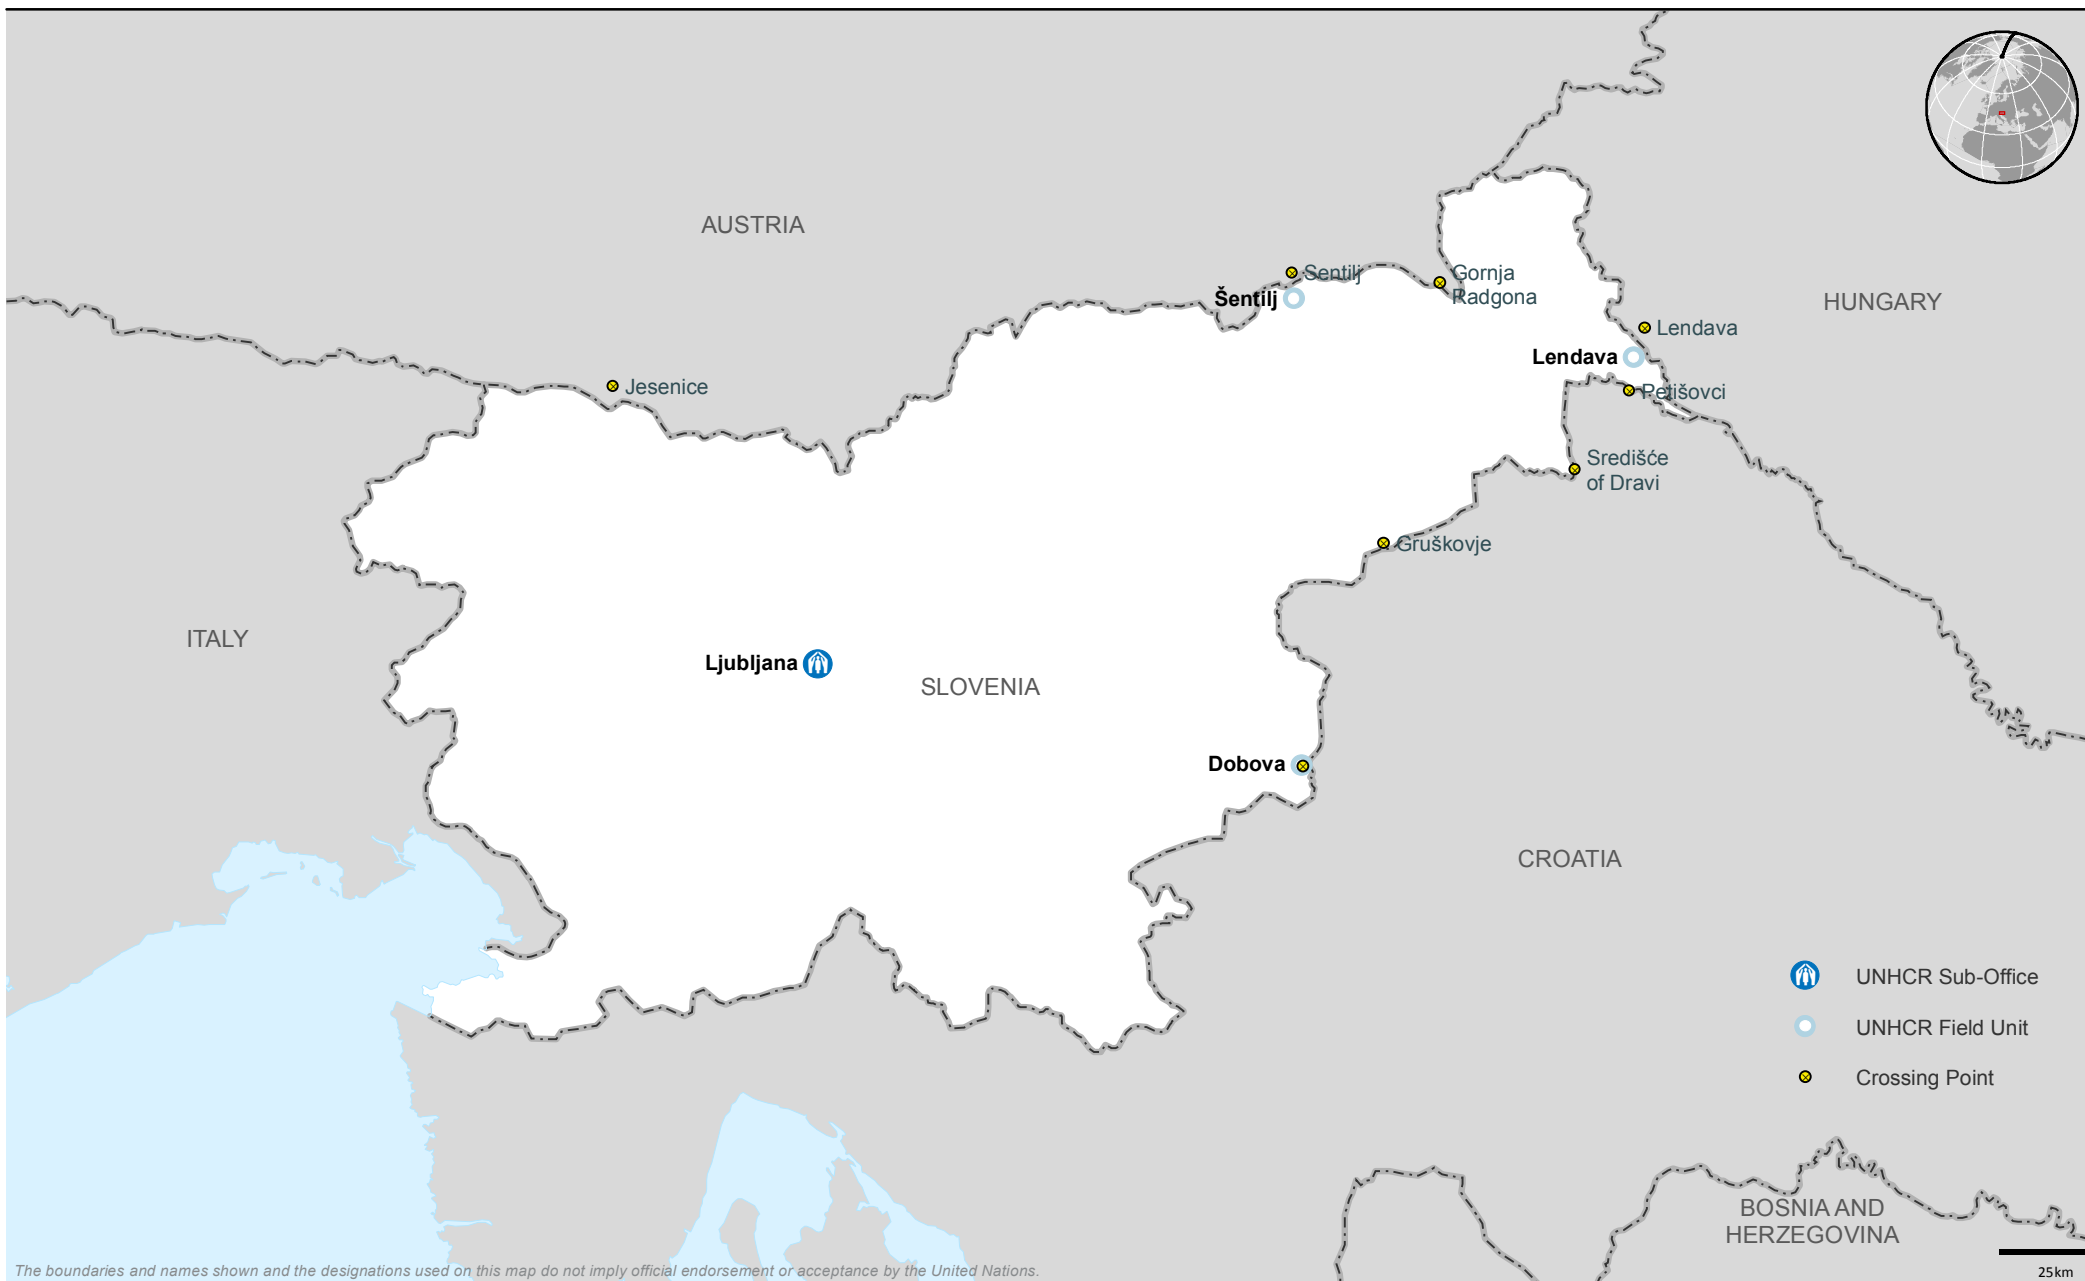 AUSTRIA
Sentilj
Gornja
Radgona
Šentilj
HUNGARY
Lendava
Lendava
Jesenice
Petišovci
Središće
of Dravi
Gruškovje
ITALY
Ljubljana
SLOVENIA
Dobova
CROATIA
UNHCR Sub-Office
UNHCR Field Unit
Crossing Point
BOSNIA AND
HERZEGOVINA
The boundaries and names shown and the designations used on this map do not imply official endorsement or acceptance by the United Nations.
25km